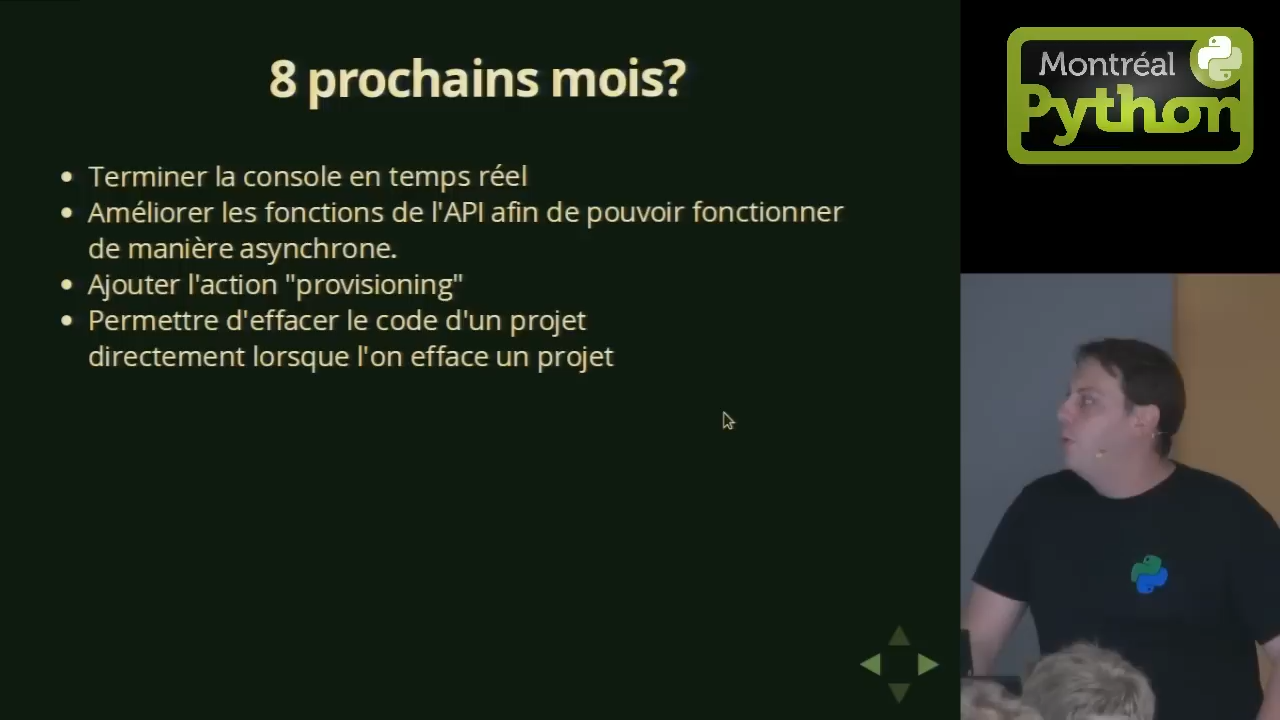 8 prochains mois?
Terminer la console en temps réel
Améliorer les fonctions de l'API afin de pouvoir fonctionner
de manière asynchrone.
Ajouter l'action "provisioning"
Permettre d'effacer le code d'un projet
directement lorsque l'on efface un projet
Montréal
Python